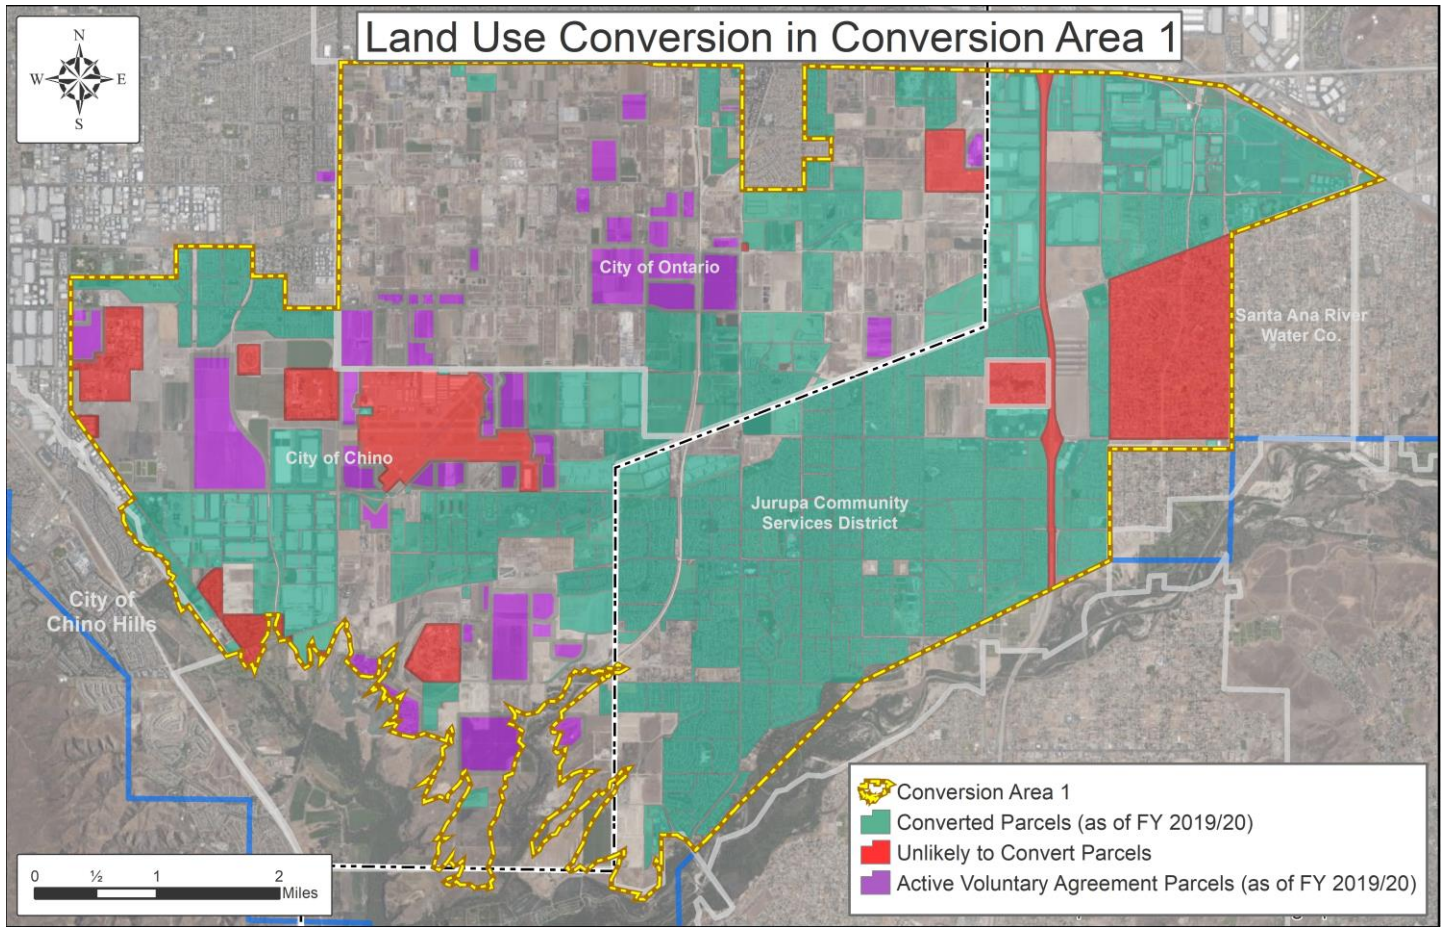 Land Use Conversion in Conversion Area 1
N
W E
S
City of Ontario
Santa Ana River
Water Co.
City of Chino
Jurupa Community
Services District
City of
Chino Hills
Conversion Area 1
Converted Parcels (as of FY 2019/20)
Unlikely to Convert Parcels
Active Voluntary Agreement Parcels (as of FY 2019/20)
0 ½ 1 2
Miles